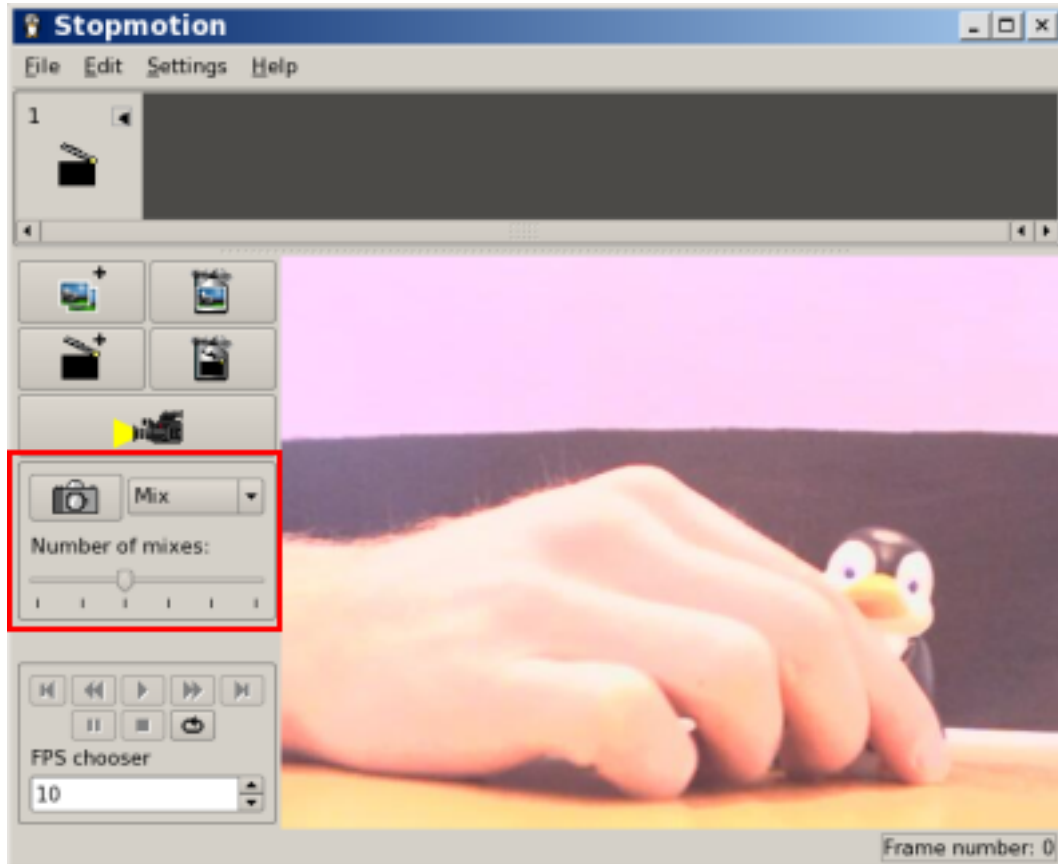 Stopmotion
File Edit Settings Help
1
Mix
Number of mixes:
FPS chooser
10
Frame number: 0